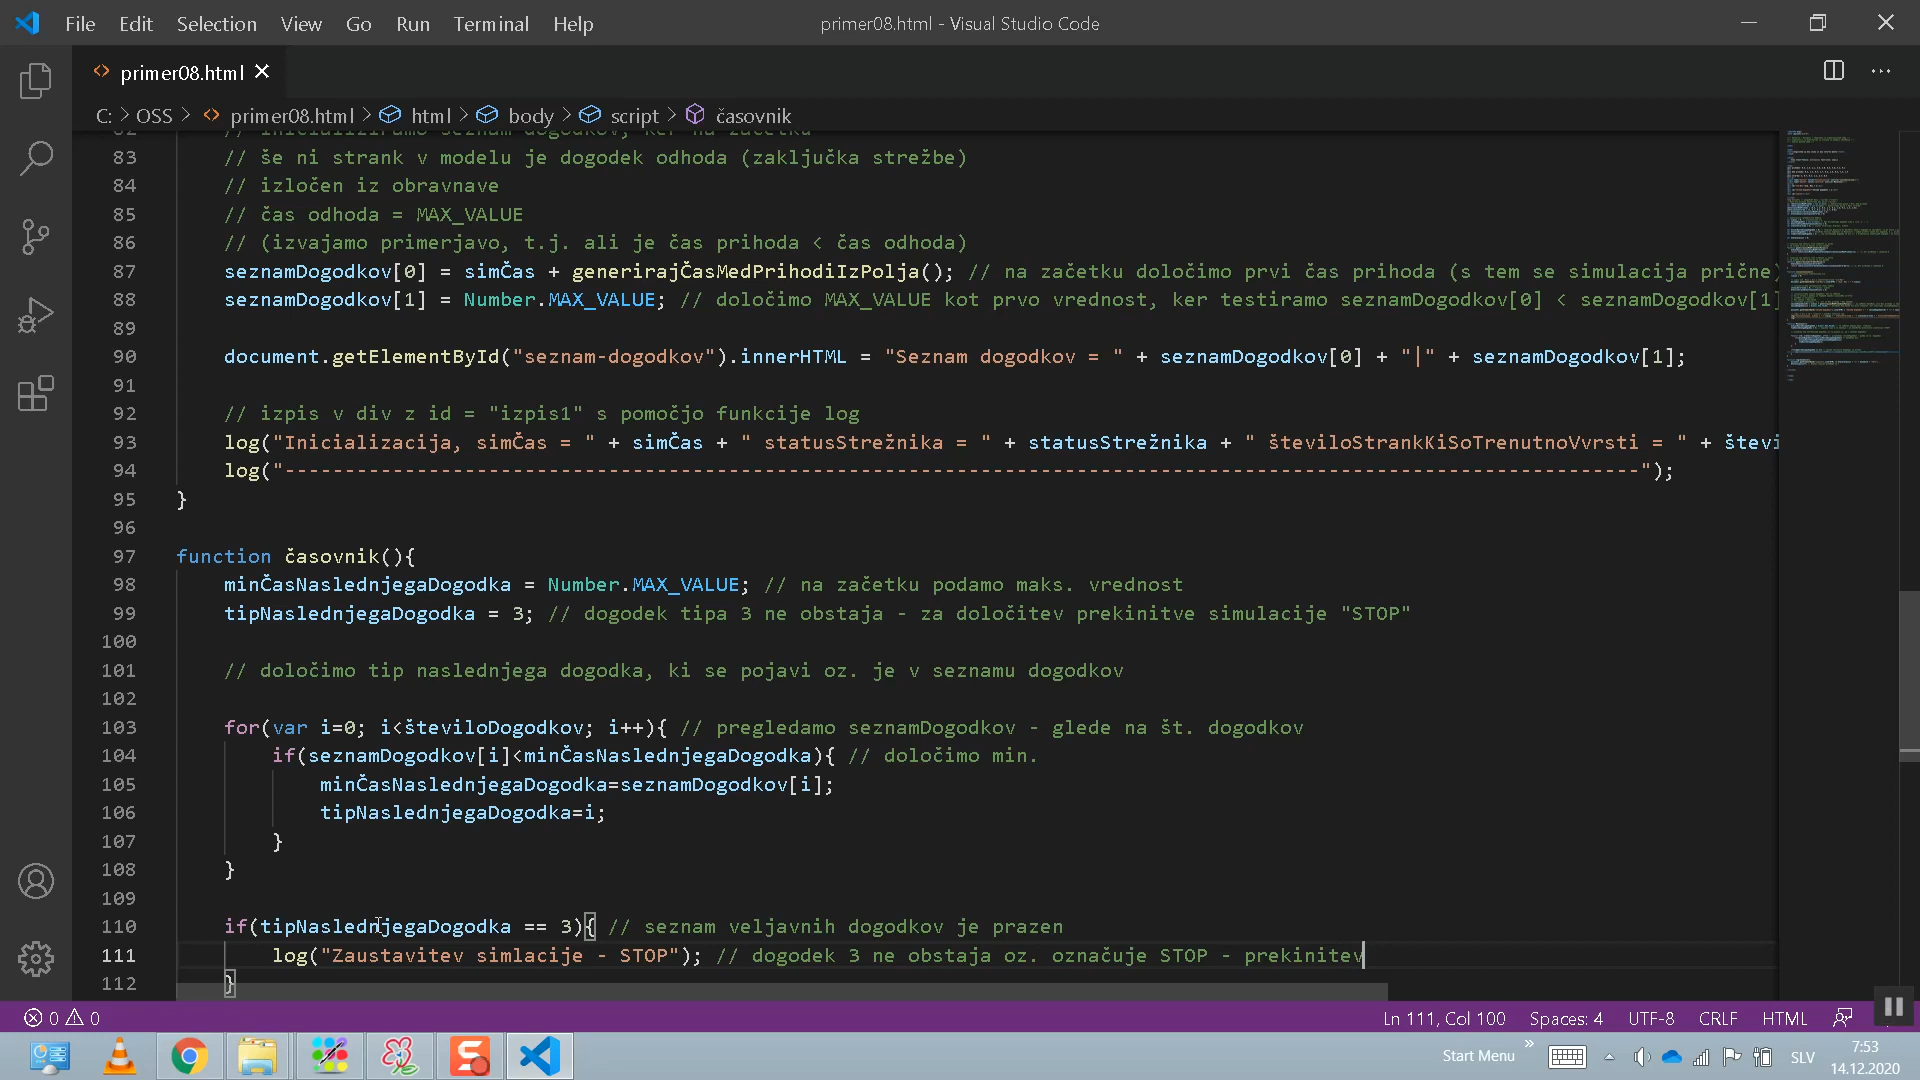 File Edit Selection View Go Run Terminal Help primer08.html - Visual Studio Code
primer08.html
C: > OSS > primer08.html > html > body > script > časovnik
82 // inicializiramo seznam dogodkov, ker na začetku
83 // še ni strank v modelu je dogodek odhoda (zaključka strežbe)
84 // izločen iz obravnave
85 // čas odhoda = MAX_VALUE
86 // (izvajamo primerjavo, t.j. ali je čas prihoda < čas odhoda)
87 seznamDogodkov[0] = simČas + generirajČasMedPrihodiIzPolja(); // na začetku določimo prvi čas prihoda (s tem se simulacija prične)
88 seznamDogodkov[1] = Number.MAX_VALUE; // določimo MAX_VALUE kot prvo vrednost, ker testiramo seznamDogodkov[0] < seznamDogodkov[1]
89
90 document.getElementById("seznam-dogodkov").innerHTML = "Seznam dogodkov = " + seznamDogodkov[0] + "|" + seznamDogodkov[1];
91
92 // izpis v div z id = "izpis1" s pomočjo funkcije log
93 log("Inicializacija, simČas = " + simČas + " statusStrežnika = " + statusStrežnika + " številoStrankKiSoTrenutnoVvrsti = " + števi
94 log("-----------------------------------------------------------------------------------------------------------------");
95 }
96
97 function časovnik(){
98 minČasNaslednjegaDogodka = Number.MAX_VALUE; // na začetku podamo maks. vrednost
99 tipNaslednjegaDogodka = 3; // dogodek tipa 3 ne obstaja - za določitev prekinitve simulacije "STOP"
100
101 // določimo tip naslednjega dogodka, ki se pojavi oz. je v seznamu dogodkov
102
103 for(var i=0; i<številoDogodkov; i++){ // pregledamo seznamDogodkov - glede na št. dogodkov
104 if(seznamDogodkov[i]<minČasNaslednjegaDogodka){ // določimo min.
105 minČasNaslednjegaDogodka=seznamDogodkov[i];
106 tipNaslednjegaDogodka=i;
107 }
108 }
109
110 if(tipNaslednjegaDogodka == 3){ // seznam veljavnih dogodkov je prazen
111 log("Zaustavitev simlacije - STOP"); // dogodek 3 ne obstaja oz. označuje STOP - prekinitev
112 }
0 0 Ln 111, Col 100 Spaces: 4 UTF-8 CRLF HTML
Start Menu » SLV 7:53
14.12.2020